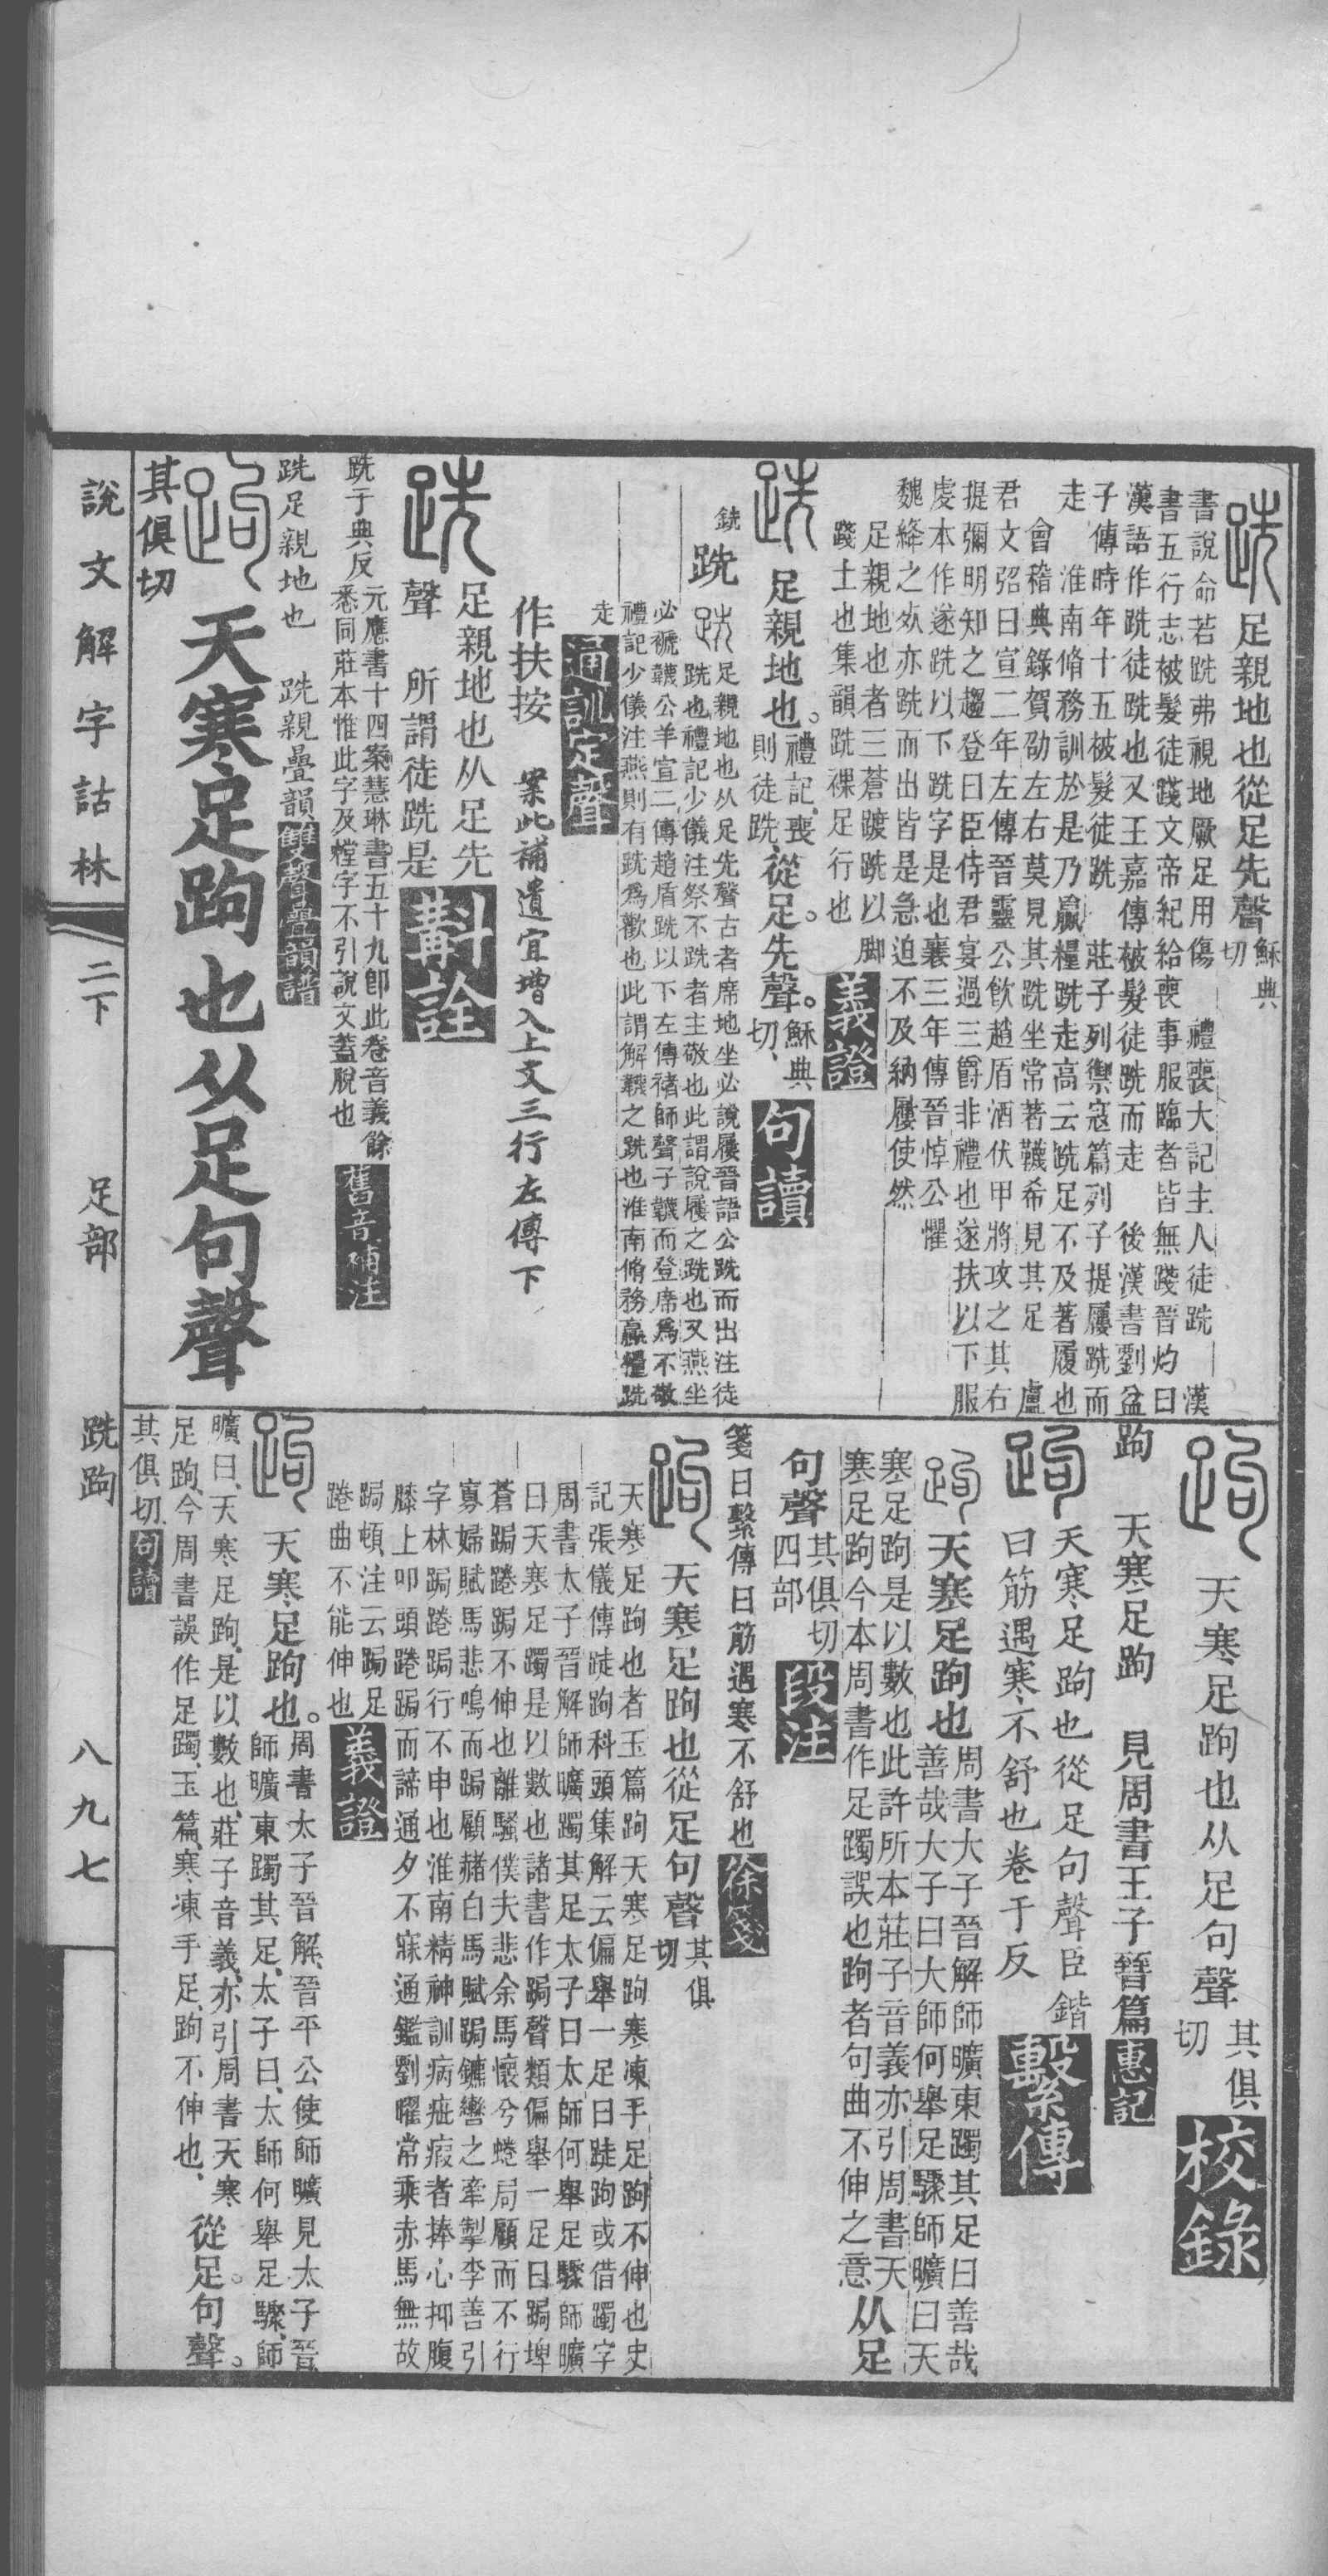 跣 足親地也從足先聲 穌典切
書說命若跣弗視地厥足用傷 禮喪大記主人徒跣 漢
書五行志被髮徒踐文帝紀給喪事服臨者皆無踐晉灼曰
漢語作跣徒跣也又王嘉傳被髮徒跣而走 後漢書劉盆
子傳時年十五被髮徒跣 莊子列禦寇篇列子提屨跣而
走 淮南脩務訓於是乃贏糧跣走高云跣足不及著履也
會稽典錄賀劭左右莫見其跣坐常著韈希見其足 盧
君文弨曰宣二年左傳晉靈公飲趙盾酒伏甲將攻之其右
提彌明知之趨登曰臣侍君宴過三爵非禮也遂扶以下服
虔本作遂跣以下跣字是也襄三年傳晉悼公懼
魏絳之死亦跣而出皆是急迫不及納屨使然
足親地也者三蒼踱跣以腳
踐土也集韻跣裸足行也 義證
跣 足親地也。禮記、喪則徒跣、從足。先聲。穌典切、 句讀
銑 跣 足親地也从足先聲古者席地坐必說屨晉語公跣而出注徒
跣也禮記少儀注祭不跣者主敬也此謂說屨之跣也又燕坐
必褫韈公羊宣二傳趙盾跣以下左傳褚師聲子韈而登席爲不敬
禮記少儀注燕則有跣爲歡也此謂解韈之跣也淮南脩務贏糧跣
走 通訓定聲
作扶按 案此補遺宜增入上文三行左傳下
跣 足親地也从足先
聲 所謂徒跣是 斠詮
跣于典反 元應書十四案慧琳書五十九卽此卷音義餘
悉同莊本惟此字及樘字不引說文蓋脫也 舊音補注
跣足親地也 跣親疊韻 雙聲疊韻譜
跔 天寒足跔也从足句聲
其俱切
跔 天寒足跔也从足句聲 其俱切 校錄
跔 天寒足跔 見周書王子晉篇 惠記
跔 天寒足跔也從足句聲臣鍇
曰筋遇寒不舒也卷于反 繫傳
跔 天寒足跔也 周書大子晉解師曠東躅其足曰善哉
善哉大子曰大師何舉足驟師曠曰天
寒足跔是以數也此許所本莊子音義亦引周書天
寒足跔今本周書作足躅誤也跔者句曲不伸之意 从足
句聲 其俱切四部 段注
箋曰繫傳曰筋遇寒不舒也 徐箋
跔 天寒足跔也從足句聲 其俱切
天寒足跔也者玉篇跔天寒足跔寒凍手足跔不伸也史
記張儀傳跿跔科頭集解云偏舉一足曰跿跔或借躅字
周書太子晉解師曠躅其足太子曰太師何舉足驟師曠
曰天寒足躅是以數也諸書作跼聲類偏舉一足曰跼埤
蒼跼踡跼不伸也離騷僕夫悲余馬懷兮蜷局顧而不行
寡婦賦馬悲鳴而跼顧赭白馬賦跼鑣轡之牽掣李善引
字林跼踡跼行不申也淮南精神訓病疵瘕者捧心抑腹
膝上叩頭踡跼而諦通夕不寐通鑑劉曜常乘赤馬無故
跼頓注云跼足
踡曲不能伸也 義證
跔 天寒足跔也。周書太子晉解、晉平公使師曠見太子晉、
師曠東躅其足、太子曰、太師何舉足驟、師
曠曰、天寒足跔、是以數也、莊子音義、亦引周書天寒
足跔、今周書誤作足躅、玉篇、寒凍手足、跔不伸也、 從足。句聲。
其俱切、 句讀
說文解字詁林 二下 足部 跣跔 八九七